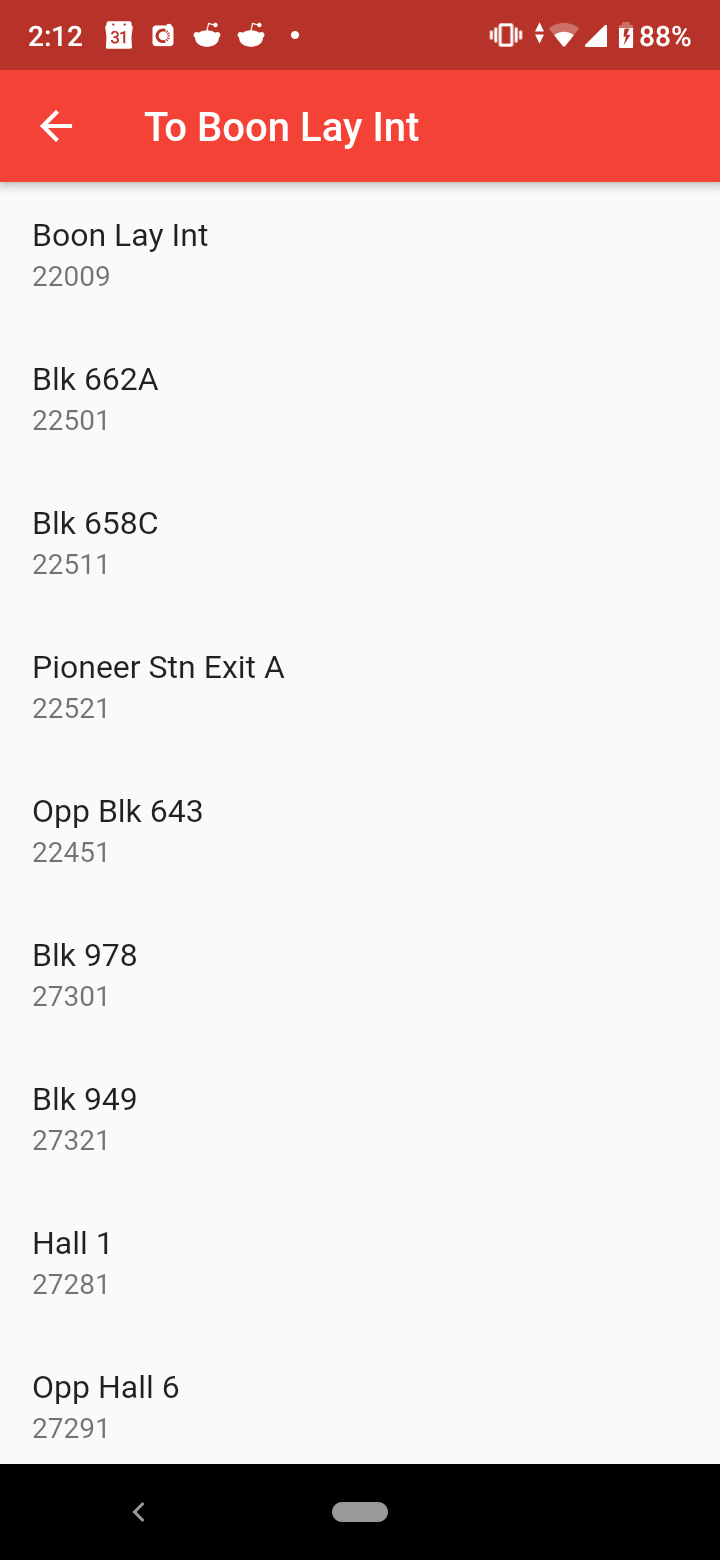 2:12 31 88%
To Boon Lay Int
Boon Lay Int
22009
Blk 662A
22501
Blk 658C
22511
Pioneer Stn Exit A
22521
Opp Blk 643
22451
Blk 978
27301
Blk 949
27321
Hall 1
27281
Opp Hall 6
27291